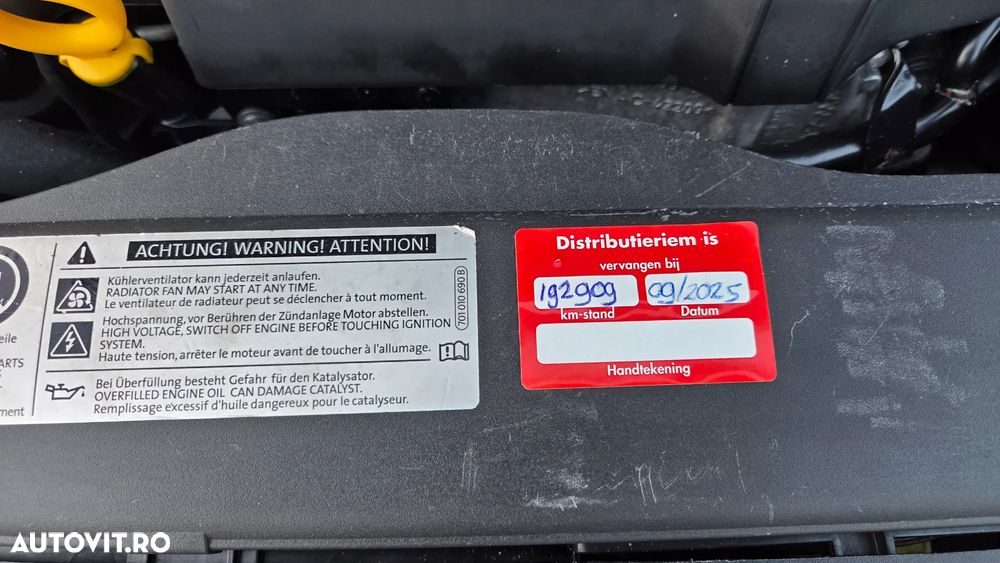 ACHTUNG! WARNING! ATTENTION!
Kühlerventilator kann jederzeit anlaufen.
RADIATOR FAN MAY START AT ANY TIME.
Le ventilateur de radiateur peut se déclencher à tout moment.
Hochspannung, vor Berühren der Zündanlage Motor abstellen.
HIGH VOLTAGE, SWITCH OFF ENGINE BEFORE TOUCHING IGNITION
SYSTEM.
Haute tension, arrêter le moteur avant de toucher à l'allumage.
Bei Überfüllung besteht Gefahr für den Katalysator.
OVERFILLED ENGINE OIL CAN DAMAGE CATALYST.
Remplissage excessif d'huile dangereux pour le catalyseur.
701 010 690 B
Distributieriem is
vervangen bij
192909 09/2025
km-stand Datum
Handtekening
AUTOVIT.RO